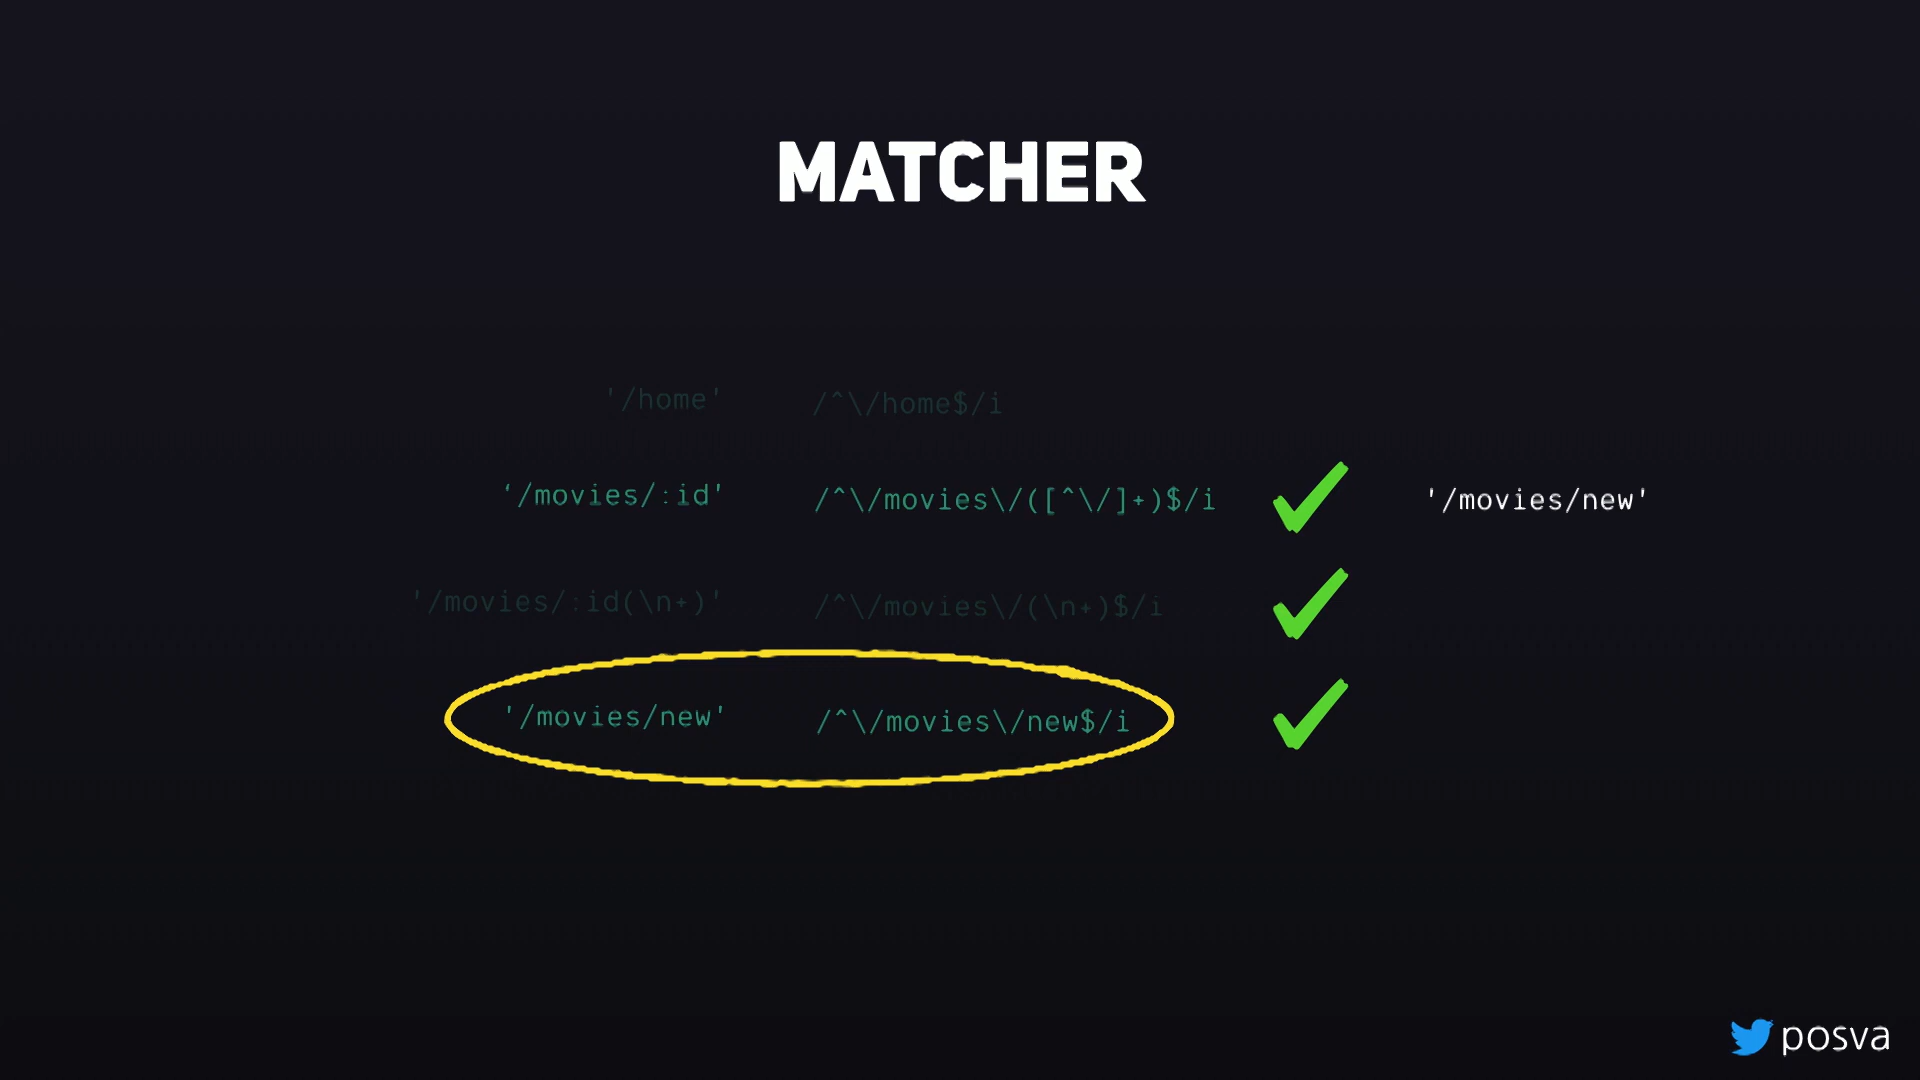 MATCHER
'/home' /^\/home$/i
‘/movies/:id' /^\/movies\/([^\/]+)$/i '/movies/new'
'/movies/:id(\n+)' /^\/movies\/(\n+)$/i
'/movies/new' /^\/movies\/new$/i
posva